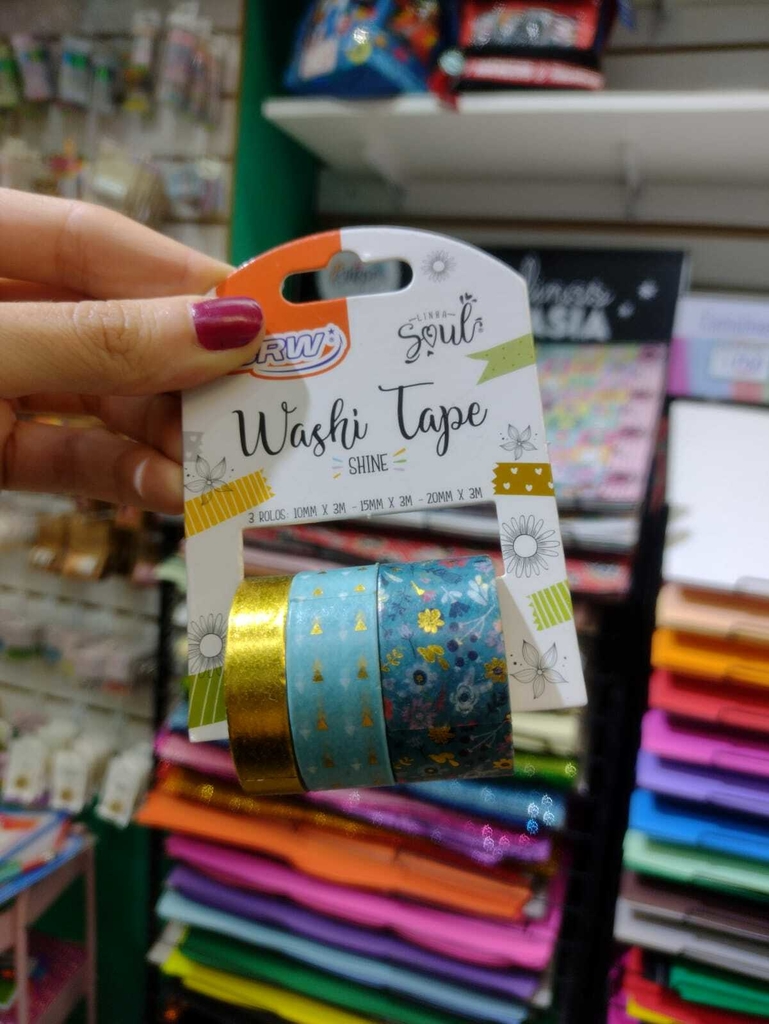 BRW
LINHA
Soul
Washi Tape
SHINE
3 ROLOS: 10MM X 3M - 15MM X 3M - 20MM X 3M